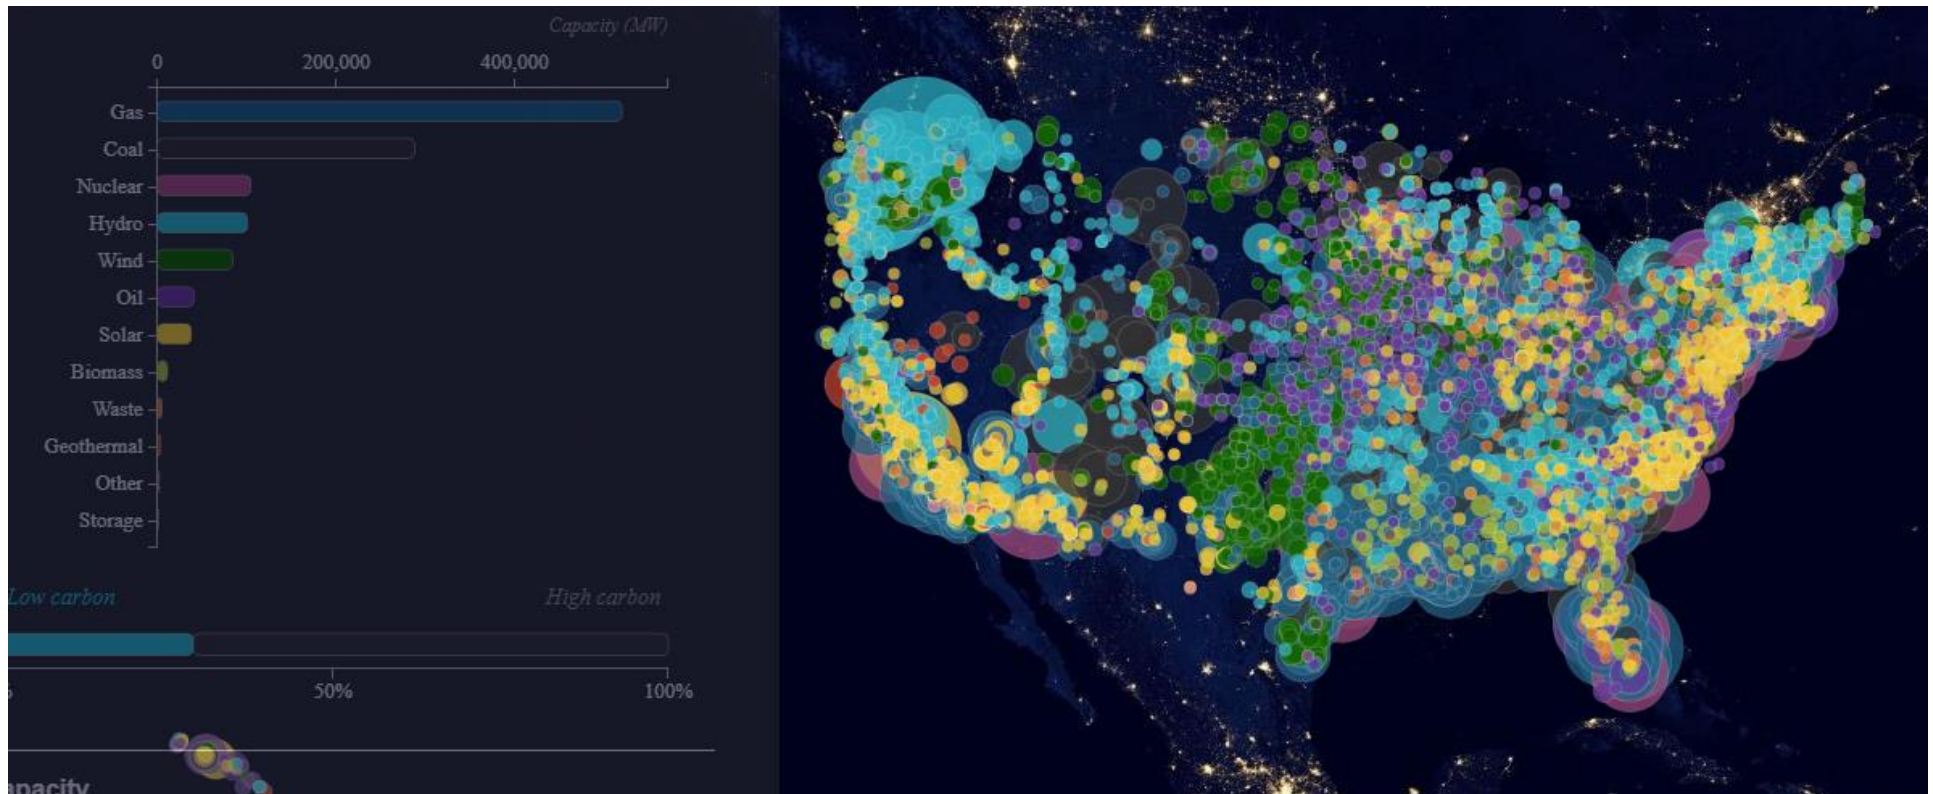 Capacity (MW)
0 200,000 400,000
Gas
Coal
Nuclear
Hydro
Wind
Oil
Solar
Biomass
Waste
Geothermal
Other
Storage
Low carbon High carbon
% 50% 100%
apacity